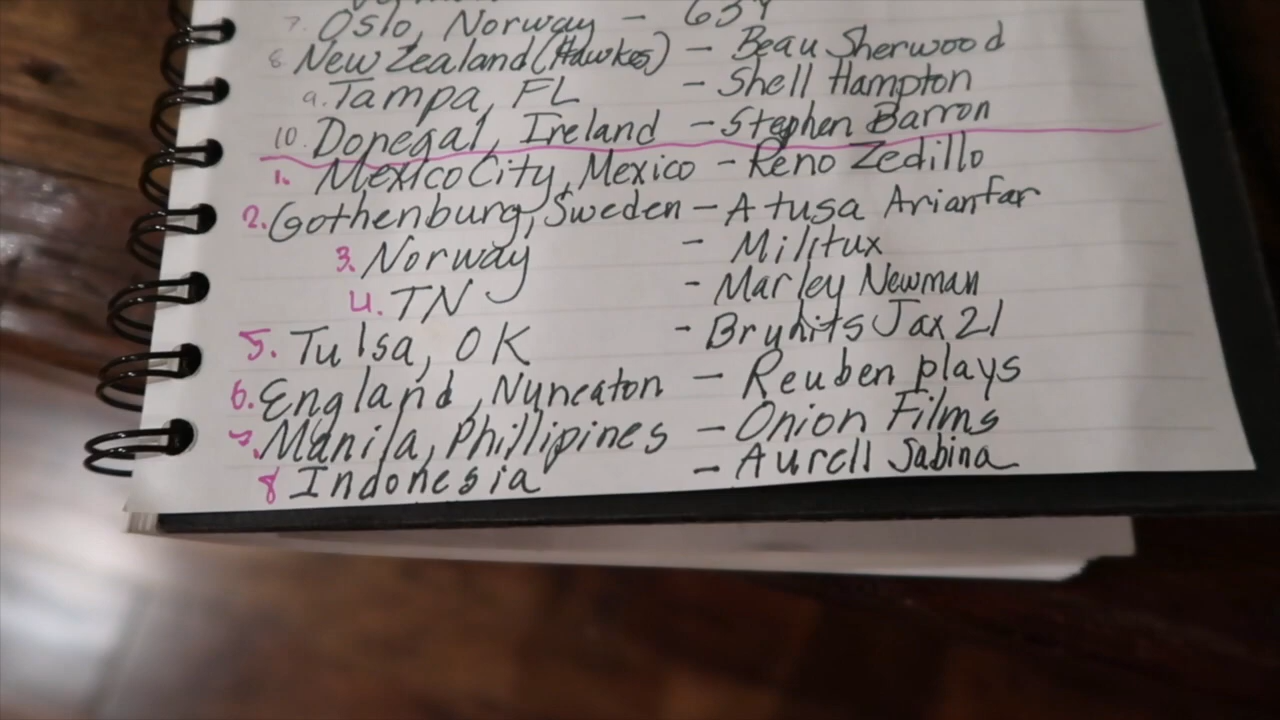 7. Oslo, Norway - 639
8. New Zealand (Hawkes) - Beau Sherwood
9. Tampa, FL - Shell Hampton
10. Donegal, Ireland - Stephen Barron
1. Mexico City, Mexico - Reno Zedillo
2. Gothenburg, Sweden - Atusa Arianfar
3. Norway - Militux
4. TN - Marley Newman
5. Tulsa, OK - Bryhits Jax 21
6. England, Nuneaton - Reuben plays
7. Manila, Phillipines - Onion Films
8 Indonesia - Aurell Sabina